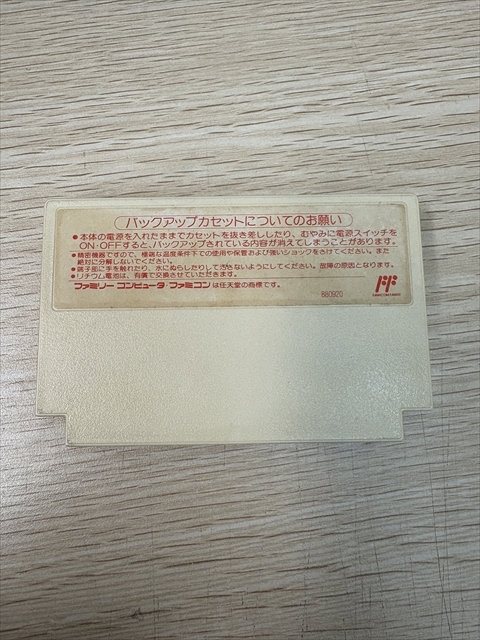 バックアップカセットについてのお願い
●本体の電源を入れたままでカセットを抜き差ししたり、むやみに電源スイッチを
ON・OFFすると、バックアップされている内容が消えてしまうことがあります。
●精密機器ですので、極端な温度条件下での使用や保管および強いショックをさけてください。また
絶対に分解しないでください。
●端子部に手を触れたり、水にぬらしたりして汚さないようにしてください。故障の原因となります。
●リチウム電池は、有償で交換させていただきます。
ファミリー コンピュータ・ファミコンは任天堂の商標です。
880920